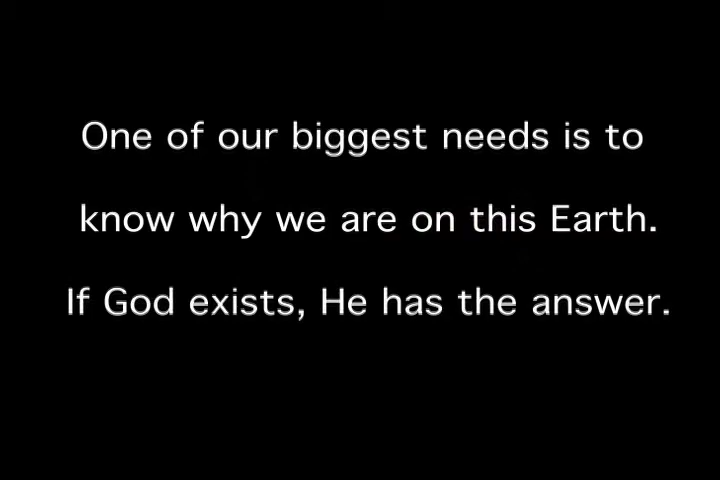 One of our biggest needs is to
know why we are on this Earth.
If God exists, He has the answer.